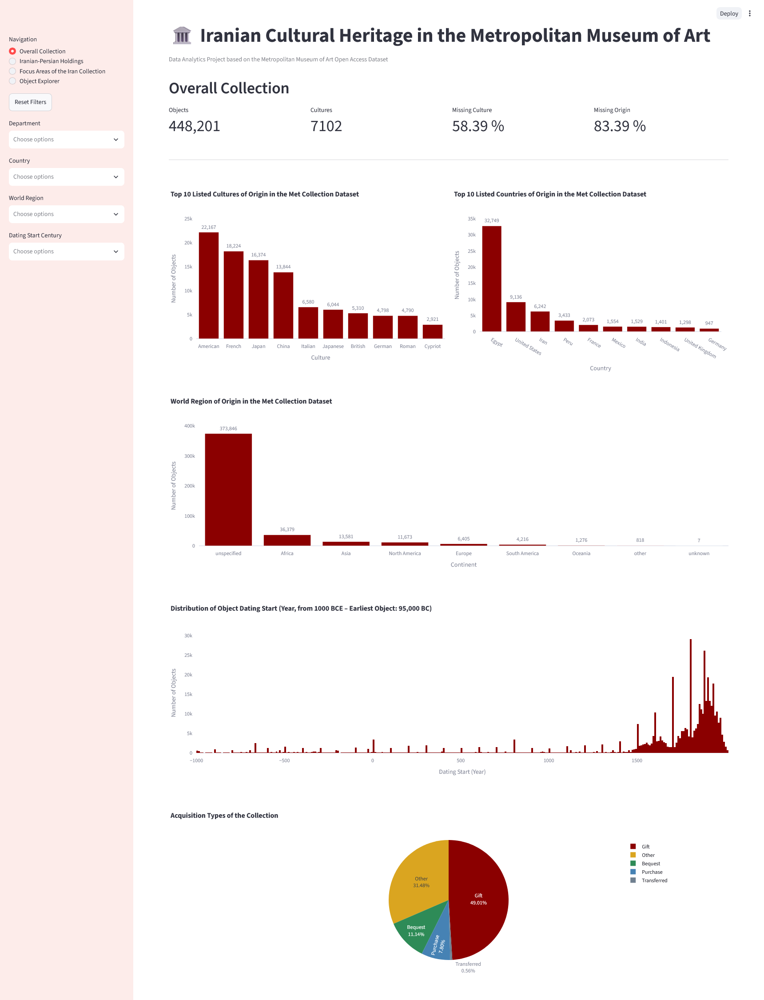 Deploy
Navigation
Overall Collection
Iranian-Persian Holdings
Focus Areas of the Iran Collection
Object Explorer
Reset Filters
Department
Choose options
Country
Choose options
World Region
Choose options
Dating Start Century
Choose options
Iranian Cultural Heritage in the Metropolitan Museum of Art
Data Analytics Project based on the Metropolitan Museum of Art Open Access Dataset
Overall Collection
Objects
448,201
Cultures
7102
Missing Culture
58.39 %
Missing Origin
83.39 %
Top 10 Listed Cultures of Origin in the Met Collection Dataset
Number of Objects
25k
20k
15k
10k
5k
0
22,167
18,224
16,374
13,844
6,580
6,044
5,310
4,798
4,790
2,921
American
French
Japan
China
Italian
Japanese
British
German
Roman
Cypriot
Culture
Top 10 Listed Countries of Origin in the Met Collection Dataset
Number of Objects
35k
30k
25k
20k
15k
10k
5k
0
32,749
9,136
6,242
3,433
2,073
1,554
1,529
1,401
1,298
947
Egypt
United States
Iran
Peru
France
Mexico
India
Indonesia
United Kingdom
Germany
Country
World Region of Origin in the Met Collection Dataset
Number of Objects
400k
300k
200k
100k
0
373,846
36,379
13,581
11,673
6,405
4,216
1,276
818
7
unspecified
Africa
Asia
North America
Europe
South America
Oceania
other
unknown
Continent
Distribution of Object Dating Start (Year, from 1000 BCE – Earliest Object: 95,000 BC)
Number of Objects
30k
25k
20k
15k
10k
5k
0
−1000
−500
0
500
1000
1500
Dating Start (Year)
Acquisition Types of the Collection
Other
31.48%
Gift
49.01%
Bequest
11.14%
Purchase
7.80%
Transferred
0.56%
Gift
Other
Bequest
Purchase
Transferred